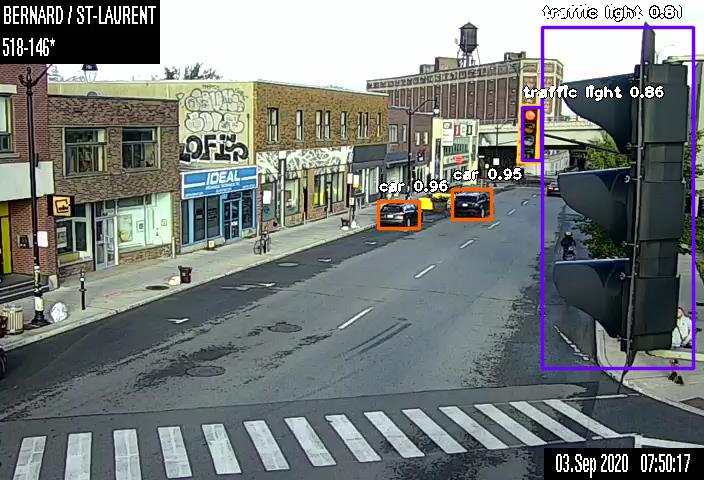 BERNARD / ST-LAURENT
518-146*
traffic light 0.81
traffic light 0.86
LOFIS
IDEAL
car 0.96
car 0.95
03.Sep 2020 07:50:17